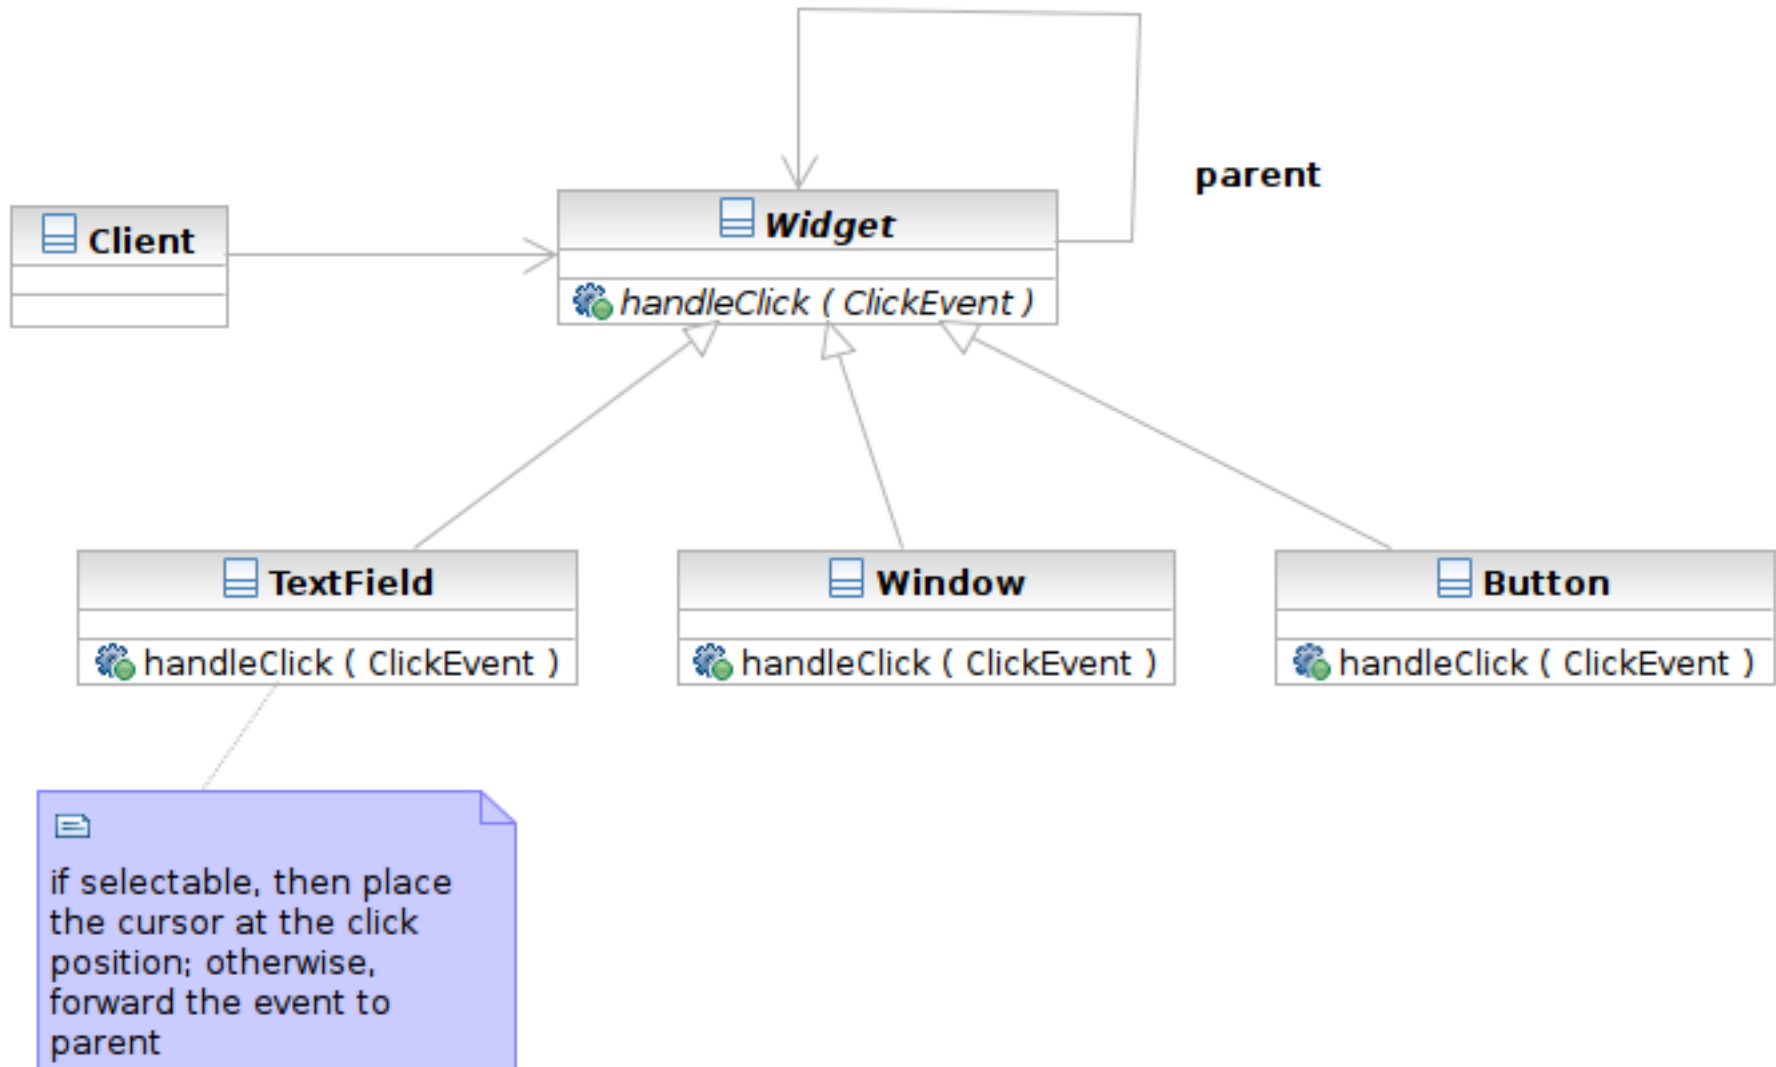 parent
Client
Widget
handleClick ( ClickEvent )
TextField
handleClick ( ClickEvent )
Window
handleClick ( ClickEvent )
Button
handleClick ( ClickEvent )
if selectable, then place
the cursor at the click
position; otherwise,
forward the event to
parent